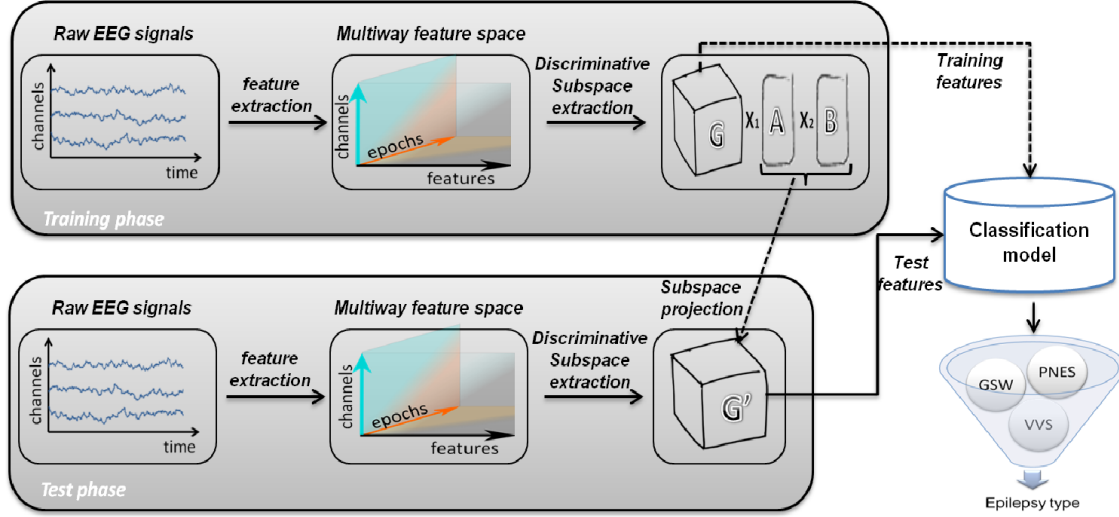 Raw EEG signals
Multiway feature space
Discriminative
Subspace
extraction
feature
extraction
channels
time
channels
epochs
features
G X1 A X2 B
Training
features
Training phase
Classification
model
Test
features
Raw EEG signals
Multiway feature space
Subspace
projection
Discriminative
Subspace
extraction
feature
extraction
channels
time
channels
epochs
features
G'
Test phase
GSW
PNES
VVS
Epilepsy type